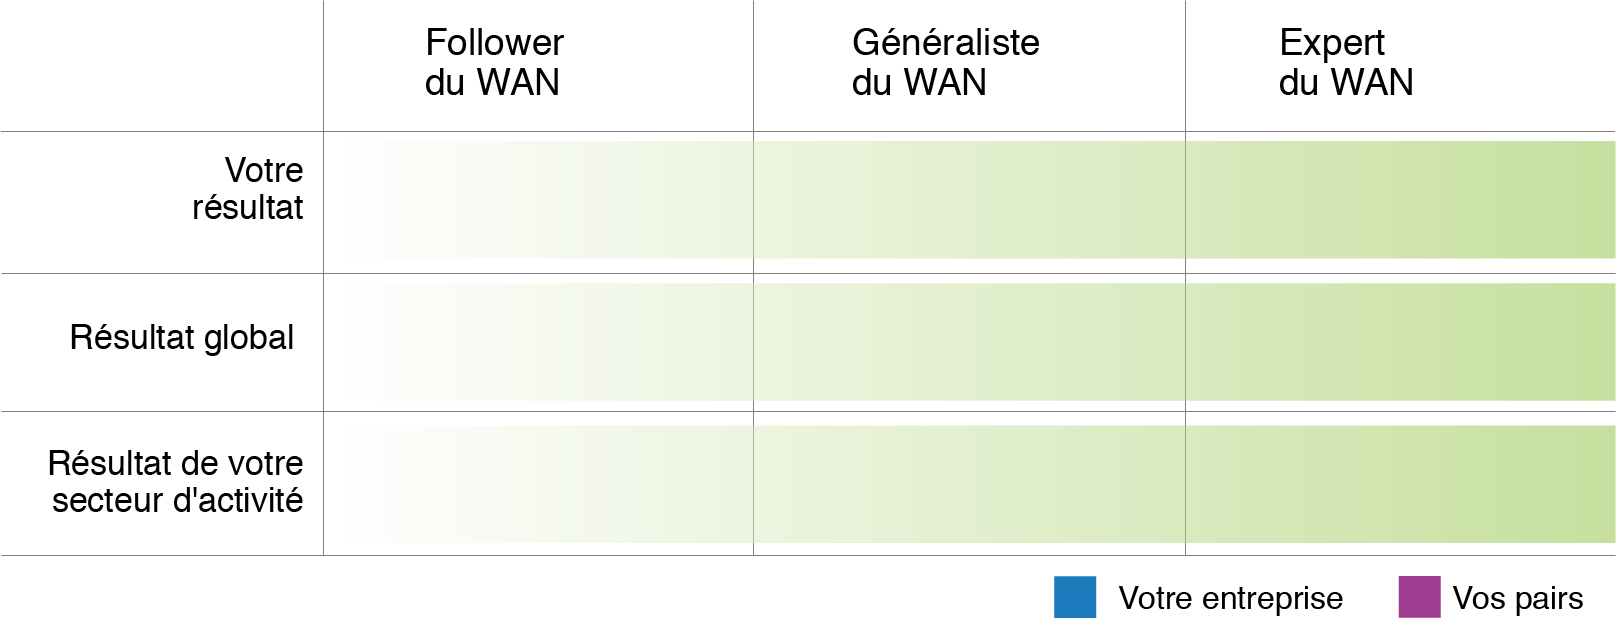 Follower
du WAN
Généraliste
du WAN
Expert
du WAN
Votre
résultat
Résultat global
Résultat de votre
secteur d'activité
Votre entreprise
Vos pairs